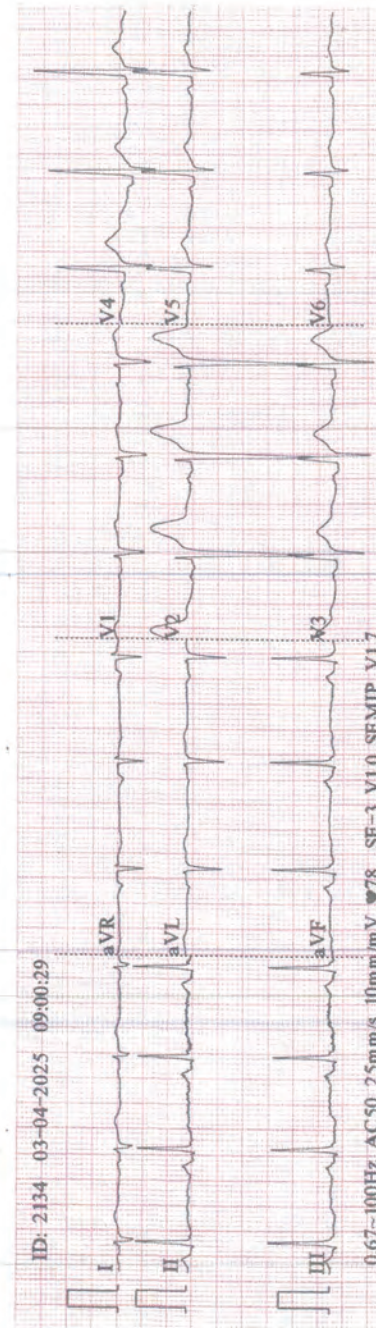 ID: 2134 03-04-2025 09:00:29
I aVR V1 V4
II aVL V2 V5
III aVF V3 V6
0.67~100Hz AC50 25mm/s 10mm/mV ♥78 SE-3 V1.0 SEMIP V1.7